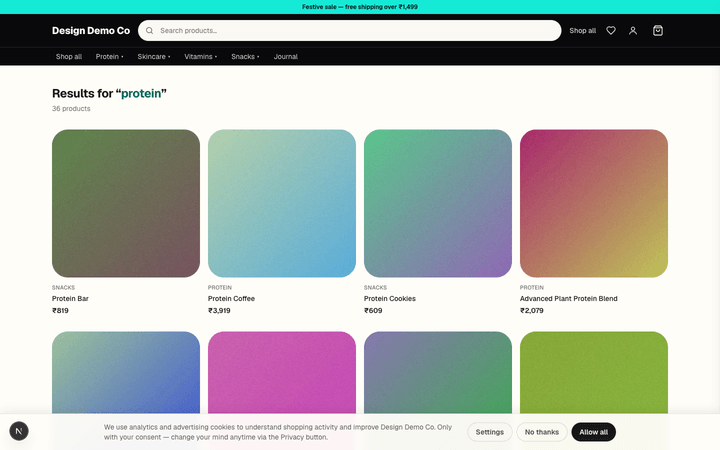 Festive sale — free shipping over ₹1,499
Design Demo Co
Search products...
Shop all
Shop all
Protein
Skincare
Vitamins
Snacks
Journal
Results for “protein”
36 products
SNACKS
Protein Bar
₹819
PROTEIN
Protein Coffee
₹3,919
SNACKS
Protein Cookies
₹609
PROTEIN
Advanced Plant Protein Blend
₹2,079
N
We use analytics and advertising cookies to understand shopping activity and improve Design Demo Co. Only
with your consent — change your mind anytime via the Privacy button.
Settings
No thanks
Allow all